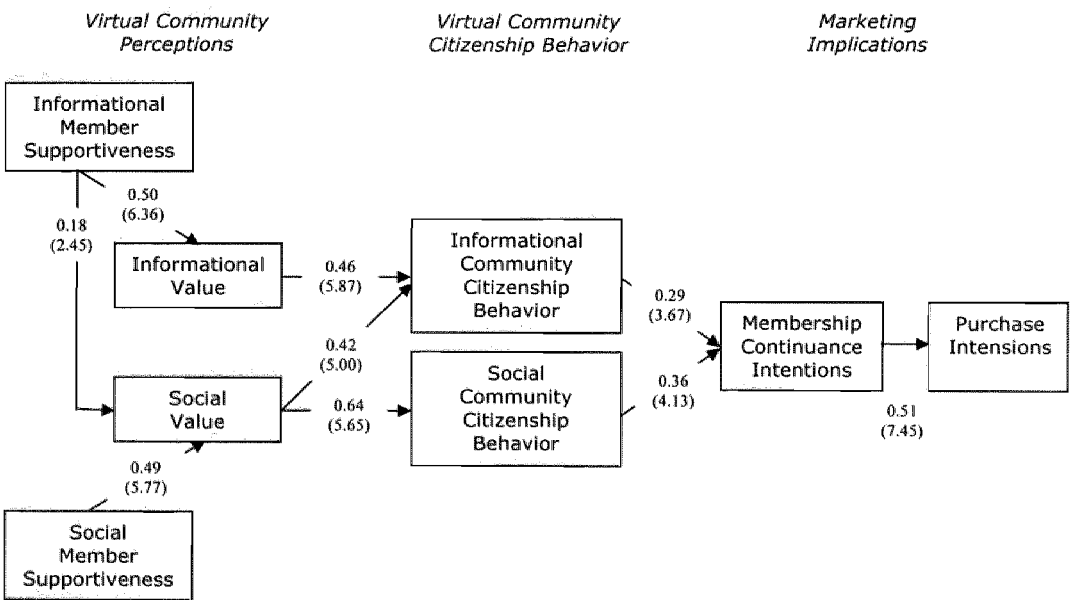 Virtual Community
Perceptions
Virtual Community
Citizenship Behavior
Marketing
Implications
Informational
Member
Supportiveness
0.50
(6.36)
0.18
(2.45)
Informational
Value
0.46
(5.87)
Informational
Community
Citizenship
Behavior
0.29
(3.67)
Membership
Continuance
Intentions
Purchase
Intensions
0.42
(5.00)
Social
Value
0.64
(5.65)
Social
Community
Citizenship
Behavior
0.36
(4.13)
0.51
(7.45)
0.49
(5.77)
Social
Member
Supportiveness